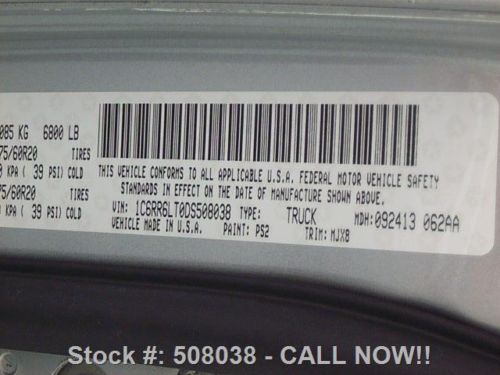 085 KG 6800 LB
75/60R20 TIRES
KPA ( 39 PSI) COLD
75/60R20 TIRES
KPA ( 39 PSI) COLD
THIS VEHICLE CONFORMS TO ALL APPLICABLE U.S.A. FEDERAL MOTOR VEHICLE SAFETY
STANDARDS IN EFFECT ON THE DATE OF MANUFACTURE SHOWN ABOVE.
VIN: 1C6RR6LT0DS508038 TYPE: TRUCK MDH: 092413 062AA
VEHICLE MADE IN U.S.A. PAINT: PS2 TRIM: MJX8
Stock #: 508038 - CALL NOW!!